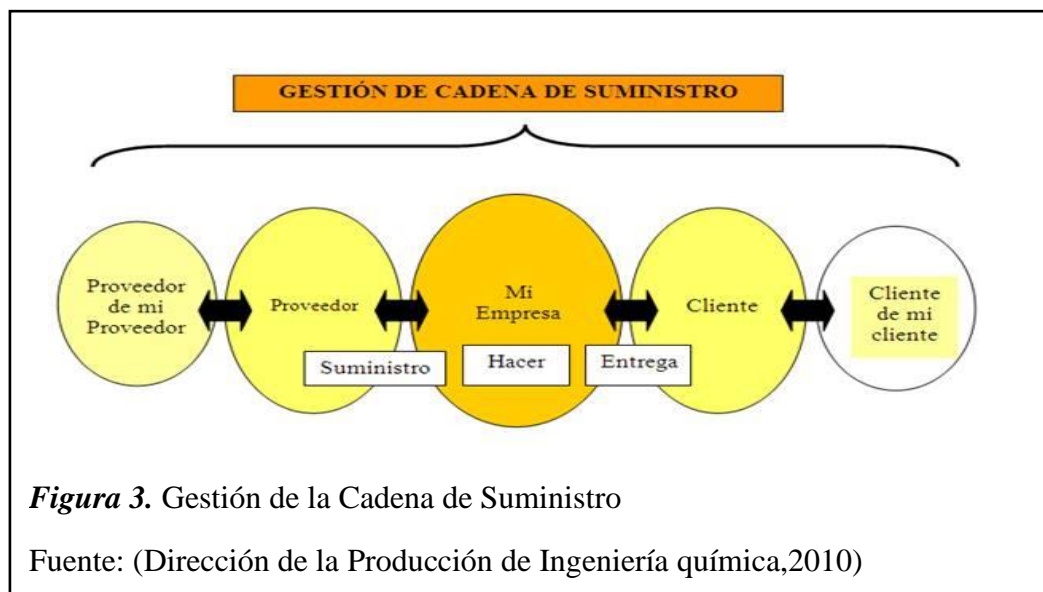 GESTIÓN DE CADENA DE SUMINISTRO
Proveedor
de mi
Proveedor
Proveedor
Mi
Empresa
Cliente
Cliente
de mi
cliente
Suministro
Hacer
Entrega
Figura 3. Gestión de la Cadena de Suministro
Fuente: (Dirección de la Producción de Ingeniería química,2010)